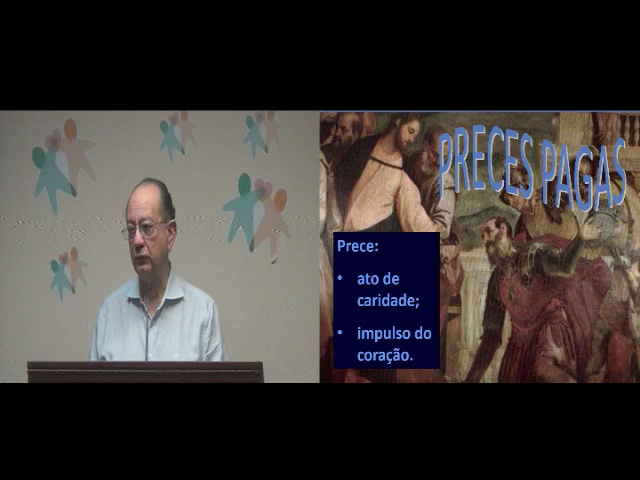 PRECES PAGAS
Prece:
• ato de
caridade;
• impulso do
coração.